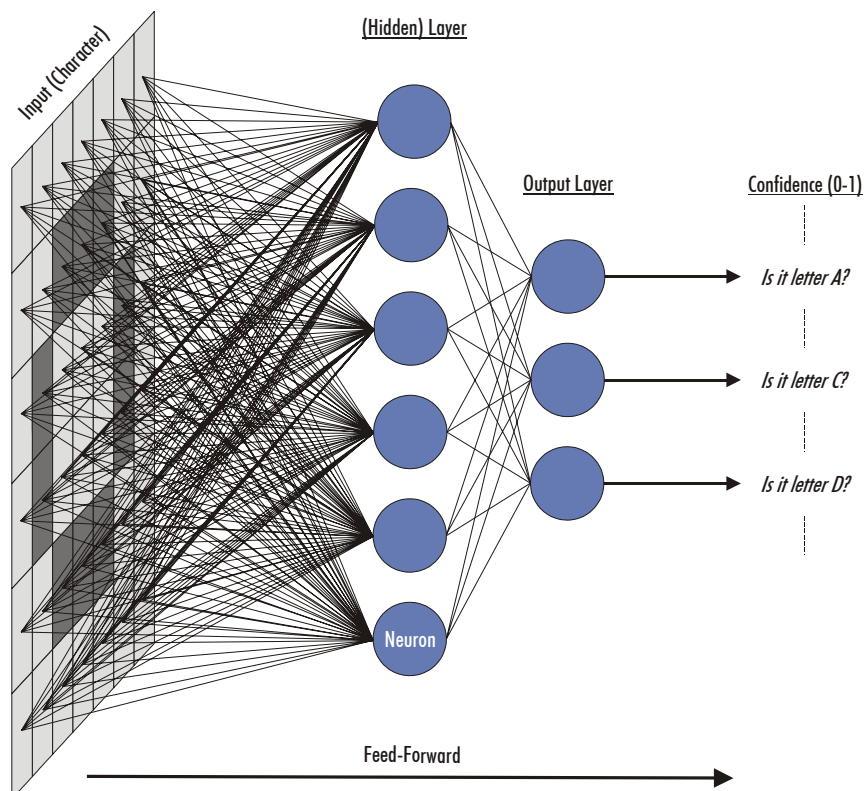 Input (Character)
(Hidden) Layer
Output Layer
Confidence (0-1)
Is it letter A?
Is it letter C?
Is it letter D?
Neuron
Feed-Forward